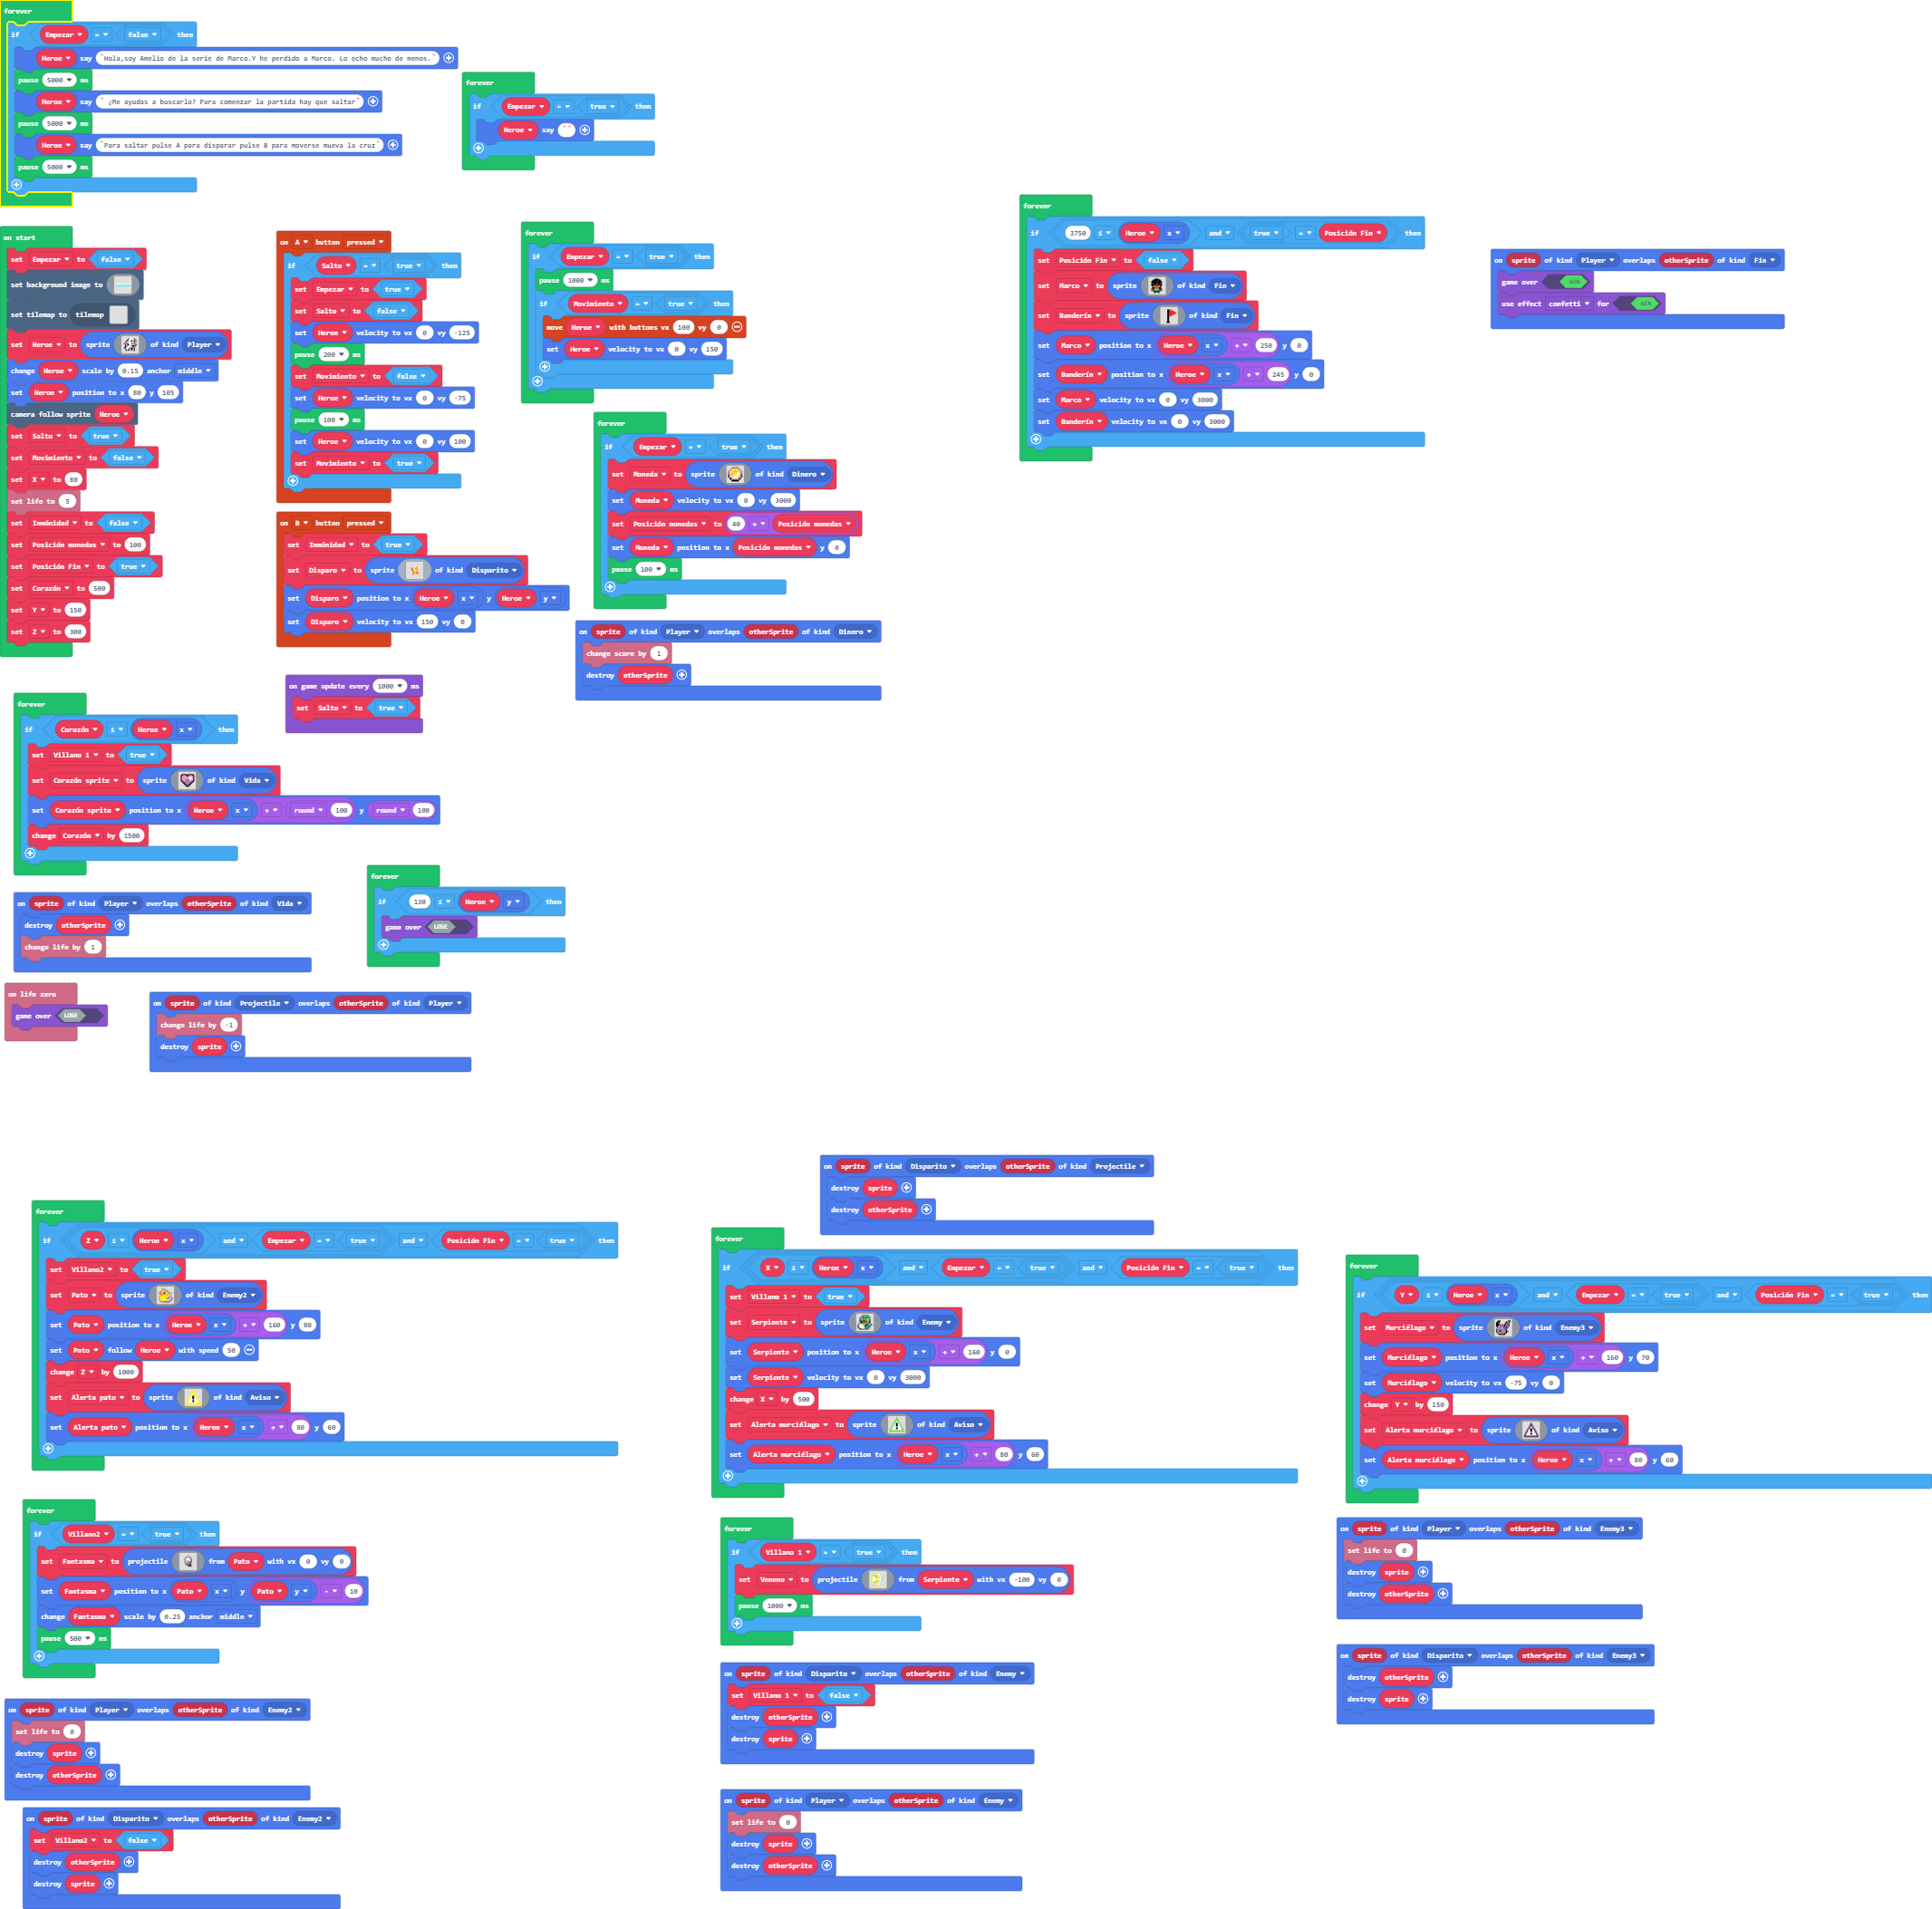 forever
if Empezar = false then
Heroe say "Hola,soy Amelio de la serie de Marco.Y he perdido a Marco. Lo echo mucho de menos."
pause 5000 ms
Heroe say " ¿Me ayudas a buscarlo? Para comenzar la partida hay que saltar"
pause 5000 ms
Heroe say "Para saltar pulse A para disparar pulse B para moverse mueva la cruz"
pause 5000 ms
forever
if Empezar = true then
Heroe say " "
on start
set Empezar to false
set background image to
set tilemap to tilemap
set Heroe to sprite of kind Player
change Heroe scale by 0.15 anchor middle
set Heroe position to x 80 y 105
camera follow sprite Heroe
set Salto to true
set Movimiento to false
set X to 80
set life to 5
set Inmúnidad to false
set Posición monedas to 100
set Posición Fin to true
set Corazón to 500
set Y to 150
set Z to 300
on A button pressed
if Salto = true then
set Empezar to true
set Salto to false
set Heroe velocity to vx 0 vy -125
pause 200 ms
set Movimiento to false
set Heroe velocity to vx 0 vy -75
pause 100 ms
set Heroe velocity to vx 0 vy 100
set Movimiento to true
on B button pressed
set Inmúnidad to true
set Disparo to sprite of kind Disparito
set Disparo position to x Heroe x y Heroe y
set Disparo velocity to vx 150 vy 0
on game update every 1000 ms
set Salto to true
forever
if Empezar = true then
pause 1000 ms
if Movimiento = true then
move Heroe with buttons vx 100 vy 0
set Heroe velocity to vx 0 vy 150
forever
if Empezar = true then
set Moneda to sprite of kind Dinero
set Moneda velocity to vx 0 vy 3000
set Posición monedas to 40 + Posición monedas
set Moneda position to x Posición monedas y 0
pause 100 ms
on sprite of kind Player overlaps otherSprite of kind Dinero
change score by 1
destroy otherSprite
forever
if 3750 ≤ Heroe x and true = Posición Fin then
set Posición Fin to false
set Marco to sprite of kind Fin
set Banderín to sprite of kind Fin
set Marco position to x Heroe x + 250 y 0
set Banderín position to x Heroe x + 245 y 0
set Marco velocity to vx 0 vy 3000
set Banderín velocity to vx 0 vy 3000
on sprite of kind Player overlaps otherSprite of kind Fin
game over WIN
use effect confetti for WIN
forever
if Corazón ≤ Heroe x then
set Villano 1 to true
set Corazón sprite to sprite of kind Vida
set Corazón sprite position to x Heroe x + round 100 y round 100
change Corazón by 1500
on sprite of kind Player overlaps otherSprite of kind Vida
destroy otherSprite
change life by 1
forever
if 130 ≤ Heroe y then
game over LOSE
on life zero
game over LOSE
on sprite of kind Projectile overlaps otherSprite of kind Player
change life by -1
destroy sprite
on sprite of kind Disparito overlaps otherSprite of kind Projectile
destroy sprite
destroy otherSprite
forever
if Z ≤ Heroe x and Empezar = true and Posición Fin = true then
set Villano2 to true
set Pato to sprite of kind Enemy2
set Pato position to x Heroe x + 160 y 80
set Pato follow Heroe with speed 50
change Z by 1000
set Alerta pato to sprite of kind Aviso
set Alerta pato position to x Heroe x + 80 y 60
forever
if Villano2 = true then
set Fantasma to projectile from Pato with vx 0 vy 0
set Fantasma position to x Pato x y Pato y - 10
change Fantasma scale by 0.25 anchor middle
pause 500 ms
on sprite of kind Player overlaps otherSprite of kind Enemy2
set life to 0
destroy sprite
destroy otherSprite
on sprite of kind Disparito overlaps otherSprite of kind Enemy2
set Villano2 to false
destroy otherSprite
destroy sprite
forever
if X ≤ Heroe x and Empezar = true and Posición Fin = true then
set Villano 1 to true
set Serpiente to sprite of kind Enemy
set Serpiente position to x Heroe x + 160 y 0
set Serpiente velocity to vx 0 vy 3000
change X by 500
set Alerta murciélago to sprite of kind Aviso
set Alerta murciélago position to x Heroe x + 80 y 60
forever
if Villano 1 = true then
set Veneno to projectile from Serpiente with vx -100 vy 0
pause 1000 ms
on sprite of kind Disparito overlaps otherSprite of kind Enemy
set Villano 1 to false
destroy otherSprite
destroy sprite
on sprite of kind Player overlaps otherSprite of kind Enemy
set life to 0
destroy sprite
destroy otherSprite
forever
if Y ≤ Heroe x and Empezar = true and Posición Fin = true then
set Murciélago to sprite of kind Enemy3
set Murciélago position to x Heroe x + 160 y 70
set Murciélago velocity to vx -75 vy 0
change Y by 150
set Alerta murciélago to sprite of kind Aviso
set Alerta murciélago position to x Heroe x + 80 y 60
on sprite of kind Player overlaps otherSprite of kind Enemy3
set life to 0
destroy sprite
destroy otherSprite
on sprite of kind Disparito overlaps otherSprite of kind Enemy3
destroy otherSprite
destroy sprite